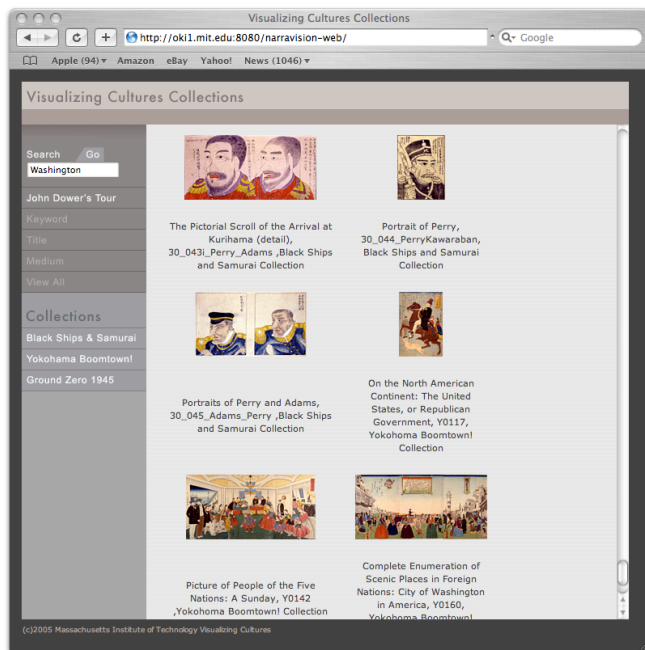 Visualizing Cultures Collections
http://oki1.mit.edu:8080/narravision-web/
Google
Apple (94) Amazon eBay Yahoo! News (1046)
Visualizing Cultures Collections
Search Go
Washington
John Dower's Tour
Keyword
Title
Medium
View All
Collections
Black Ships & Samurai
Yokohama Boomtown!
Ground Zero 1945
The Pictorial Scroll of the Arrival at
Kurihama (detail),
30_043i_Perry_Adams ,Black Ships
and Samurai Collection
Portrait of Perry,
30_044_PerryKawaraban,
Black Ships and Samurai
Collection
Portraits of Perry and Adams,
30_045_Adams_Perry ,Black Ships
and Samurai Collection
On the North American
Continent: The United
States, or Republican
Government, Y0117,
Yokohoma Boomtown!
Collection
Picture of People of the Five
Nations: A Sunday, Y0142
,Yokohoma Boomtown! Collection
Complete Enumeration of
Scenic Places in Foreign
Nations: City of Washington
in America, Y0160,
Yokohoma Boomtown!
(c)2005 Massachusetts Institute of Technology Visualizing Cultures